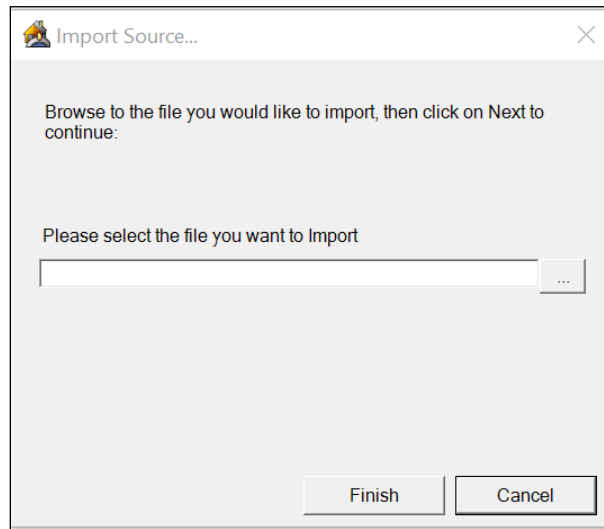 Import Source...
Browse to the file you would like to import, then click on Next to
continue:
Please select the file you want to Import
...
Finish
Cancel